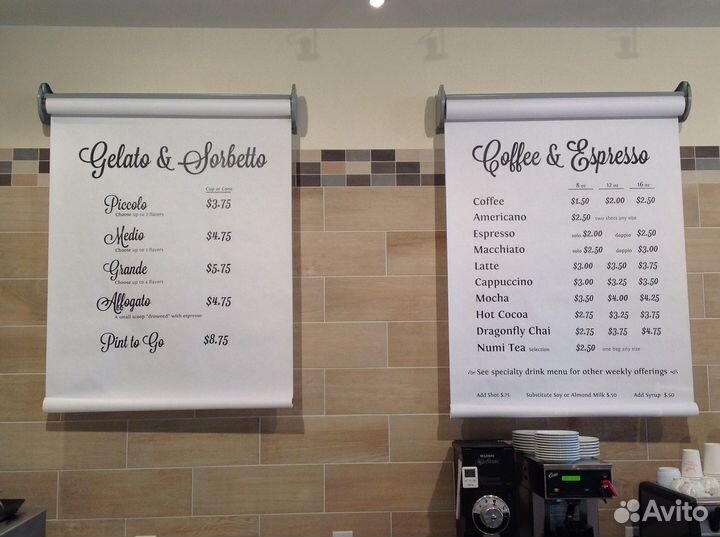 Gelato & Sorbetto
Cup or Cone
Piccolo $3.75
Choose up to 2 flavors
Medio $4.75
Choose up to 3 flavors
Grande $5.75
Choose up to 4 flavors
Affogato $4.75
A small scoop "drowned" with espresso
Pint to Go $8.75
Coffee & Espresso
8 oz 12 oz 16 oz
Coffee $1.50 $2.00 $2.50
Americano $2.50 two shots any size
Espresso solo $2.00 doppio $2.50
Macchiato solo $2.50 doppio $3.00
Latte $3.00 $3.50 $3.75
Cappuccino $3.00 $3.25 $3.50
Mocha $3.50 $4.00 $4.25
Hot Cocoa $2.75 $3.25 $3.75
Dragonfly Chai $2.75 $3.75 $4.75
Numi Tea Selection $2.50 one bag any size
See specialty drink menu for other weekly offerings
Add Shot $.75 Substitute Soy or Almond Milk $.50 Add Syrup $.50
Avito